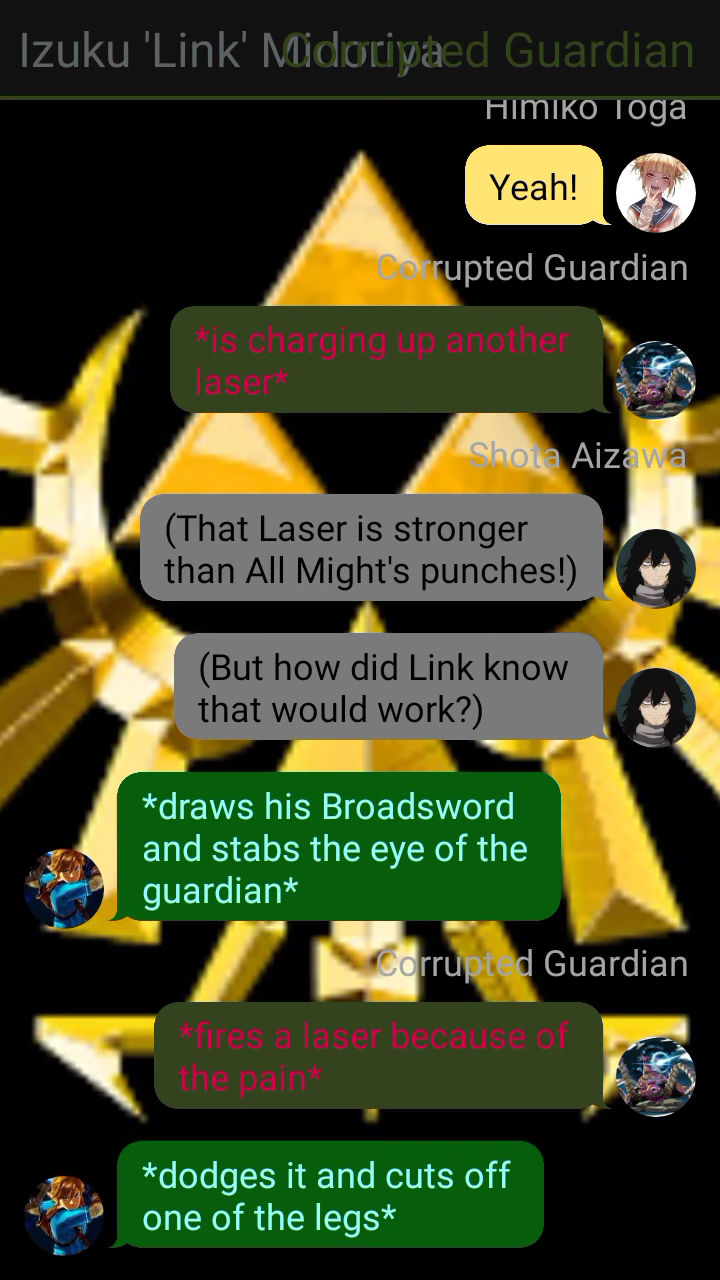 Izuku 'Link' Midoriya
Corrupted Guardian
Himiko Toga
Yeah!
Corrupted Guardian
*is charging up another
laser*
Shota Aizawa
(That Laser is stronger
than All Might's punches!)
(But how did Link know
that would work?)
*draws his Broadsword
and stabs the eye of the
guardian*
Corrupted Guardian
*fires a laser because of
the pain*
*dodges it and cuts off
one of the legs*